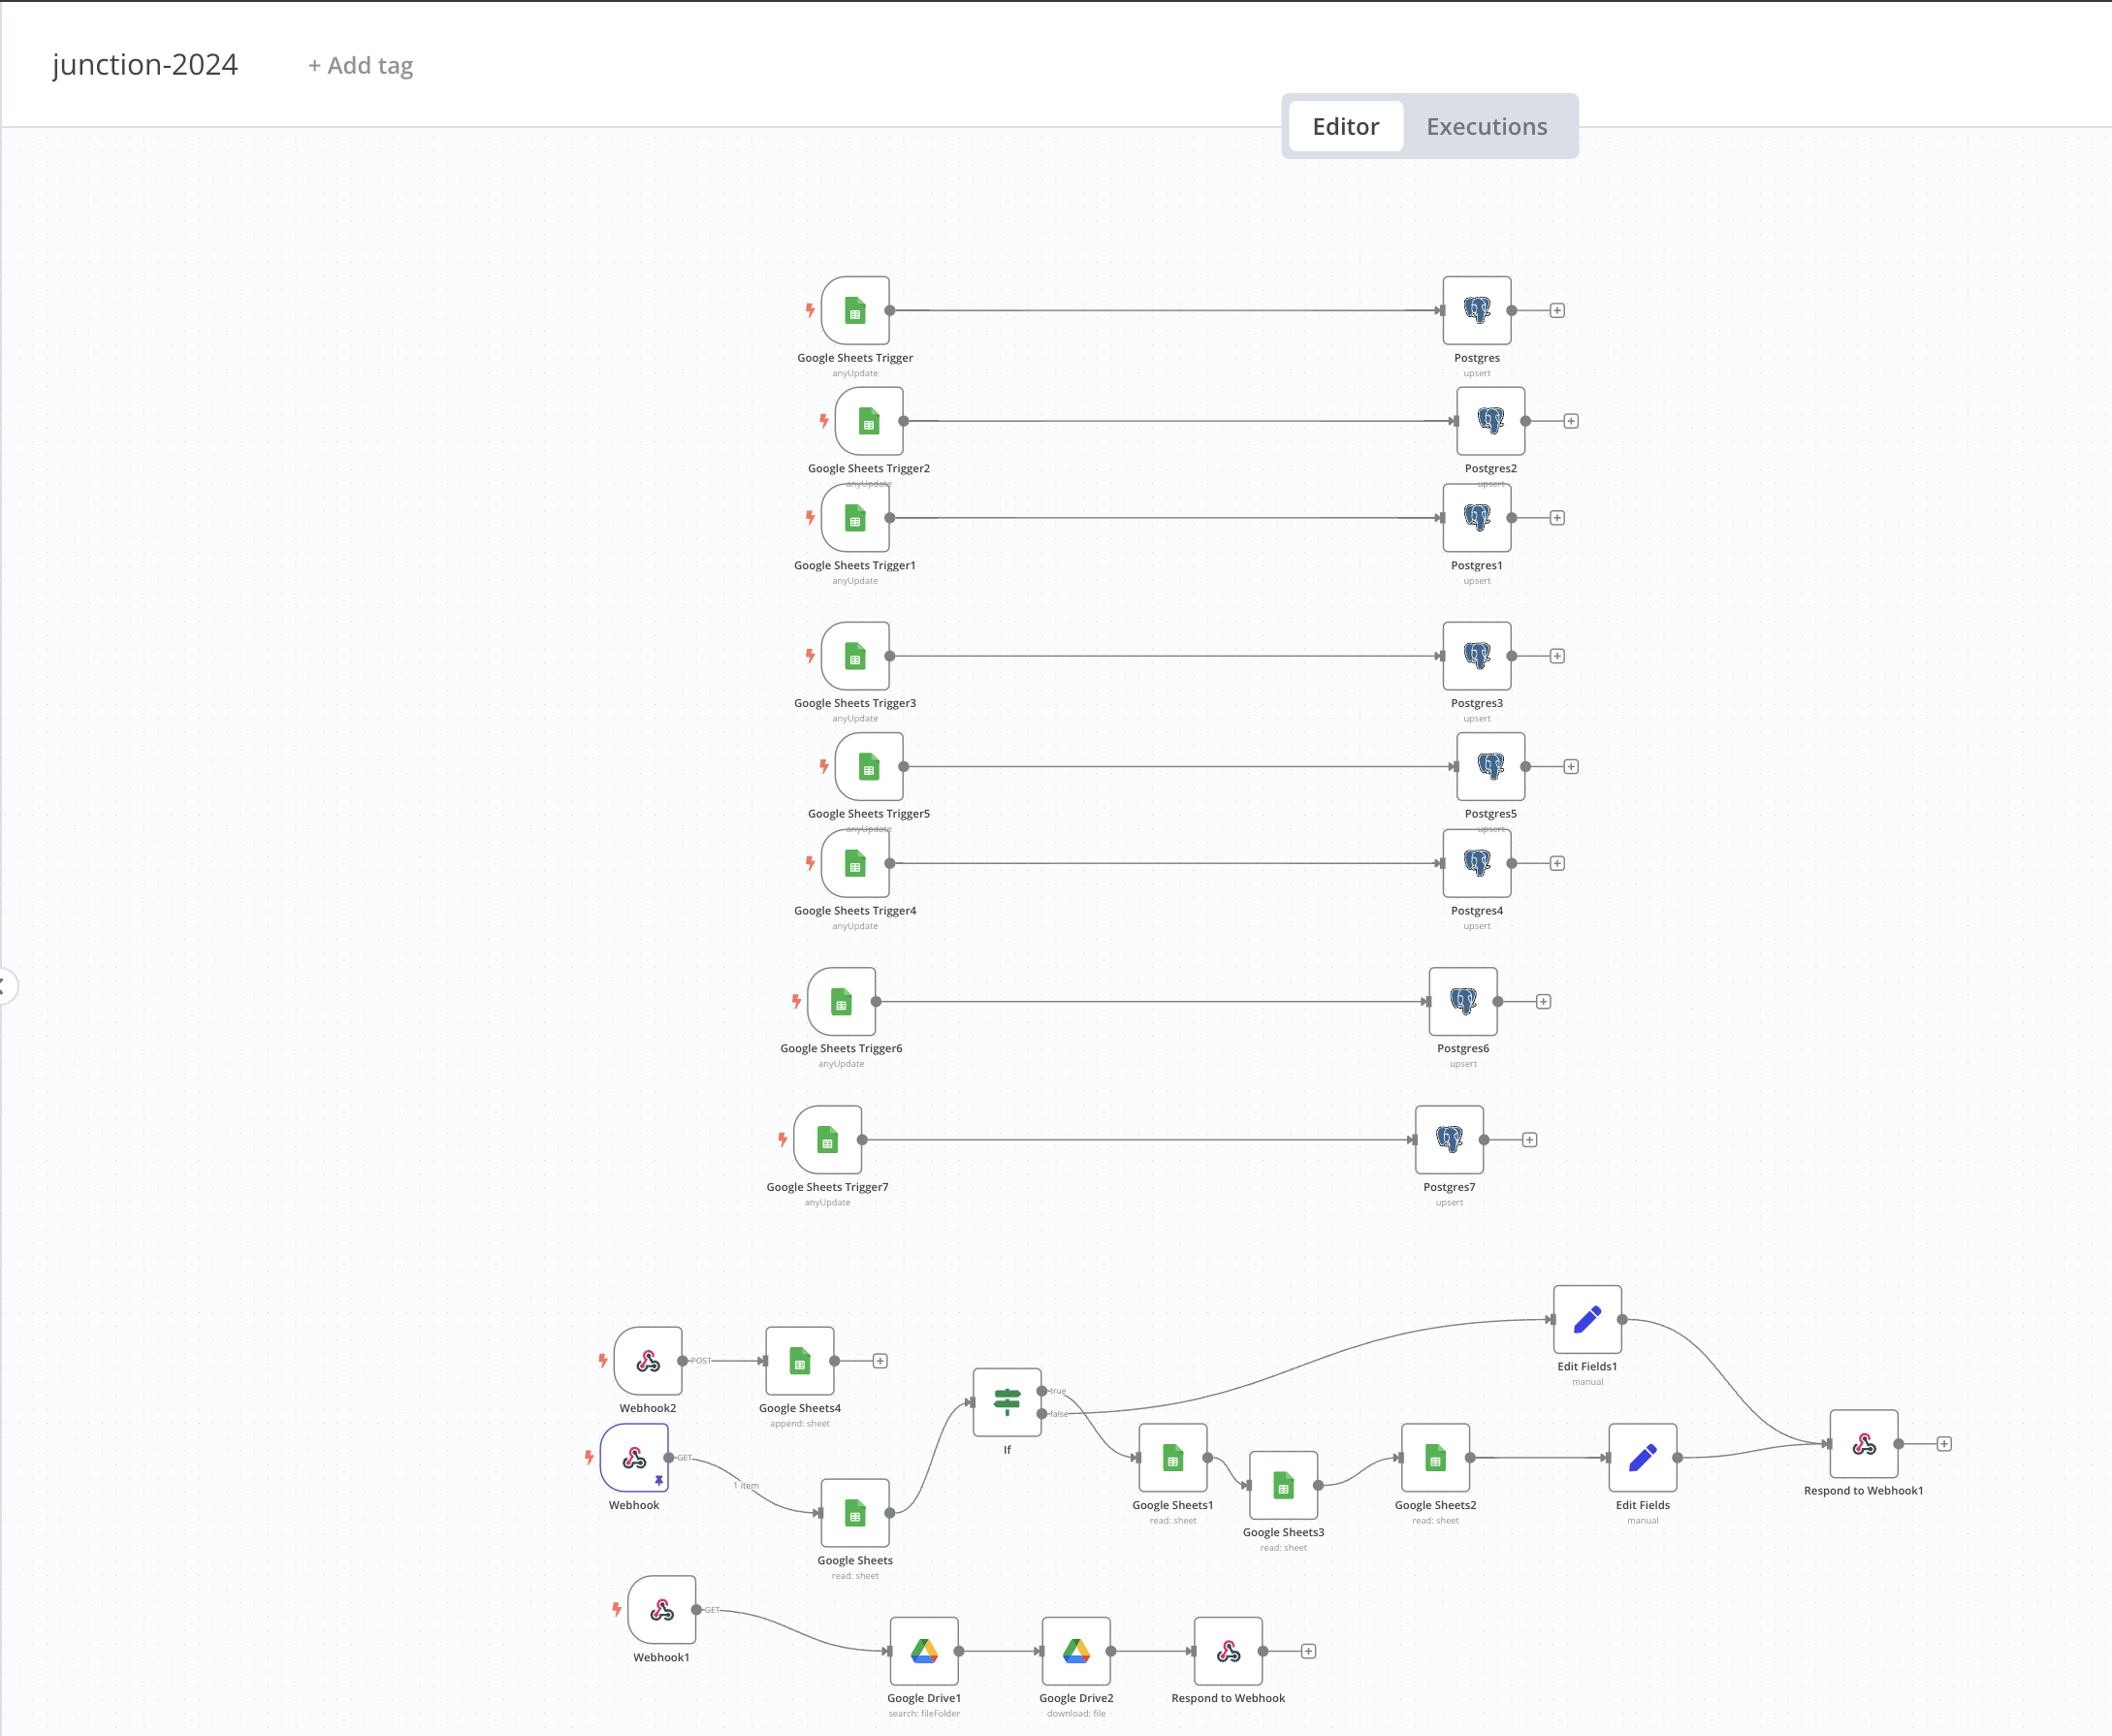 junction-2024
+ Add tag
Editor
Executions
Google Sheets Trigger
anyUpdate
Postgres
upsert
Google Sheets Trigger2
anyUpdate
Postgres2
upsert
Google Sheets Trigger1
anyUpdate
Postgres1
upsert
Google Sheets Trigger3
anyUpdate
Postgres3
upsert
Google Sheets Trigger5
anyUpdate
Postgres5
upsert
Google Sheets Trigger4
anyUpdate
Postgres4
upsert
Google Sheets Trigger6
anyUpdate
Postgres6
upsert
Google Sheets Trigger7
anyUpdate
Postgres7
upsert
Edit Fields1
manual
POST
Webhook2
Google Sheets4
append: sheet
true
false
If
GET
1 item
Webhook
Google Sheets
read: sheet
Google Sheets1
read: sheet
Google Sheets3
read: sheet
Google Sheets2
read: sheet
Edit Fields
manual
Respond to Webhook1
GET
Webhook1
Google Drive1
search: fileFolder
Google Drive2
download: file
Respond to Webhook